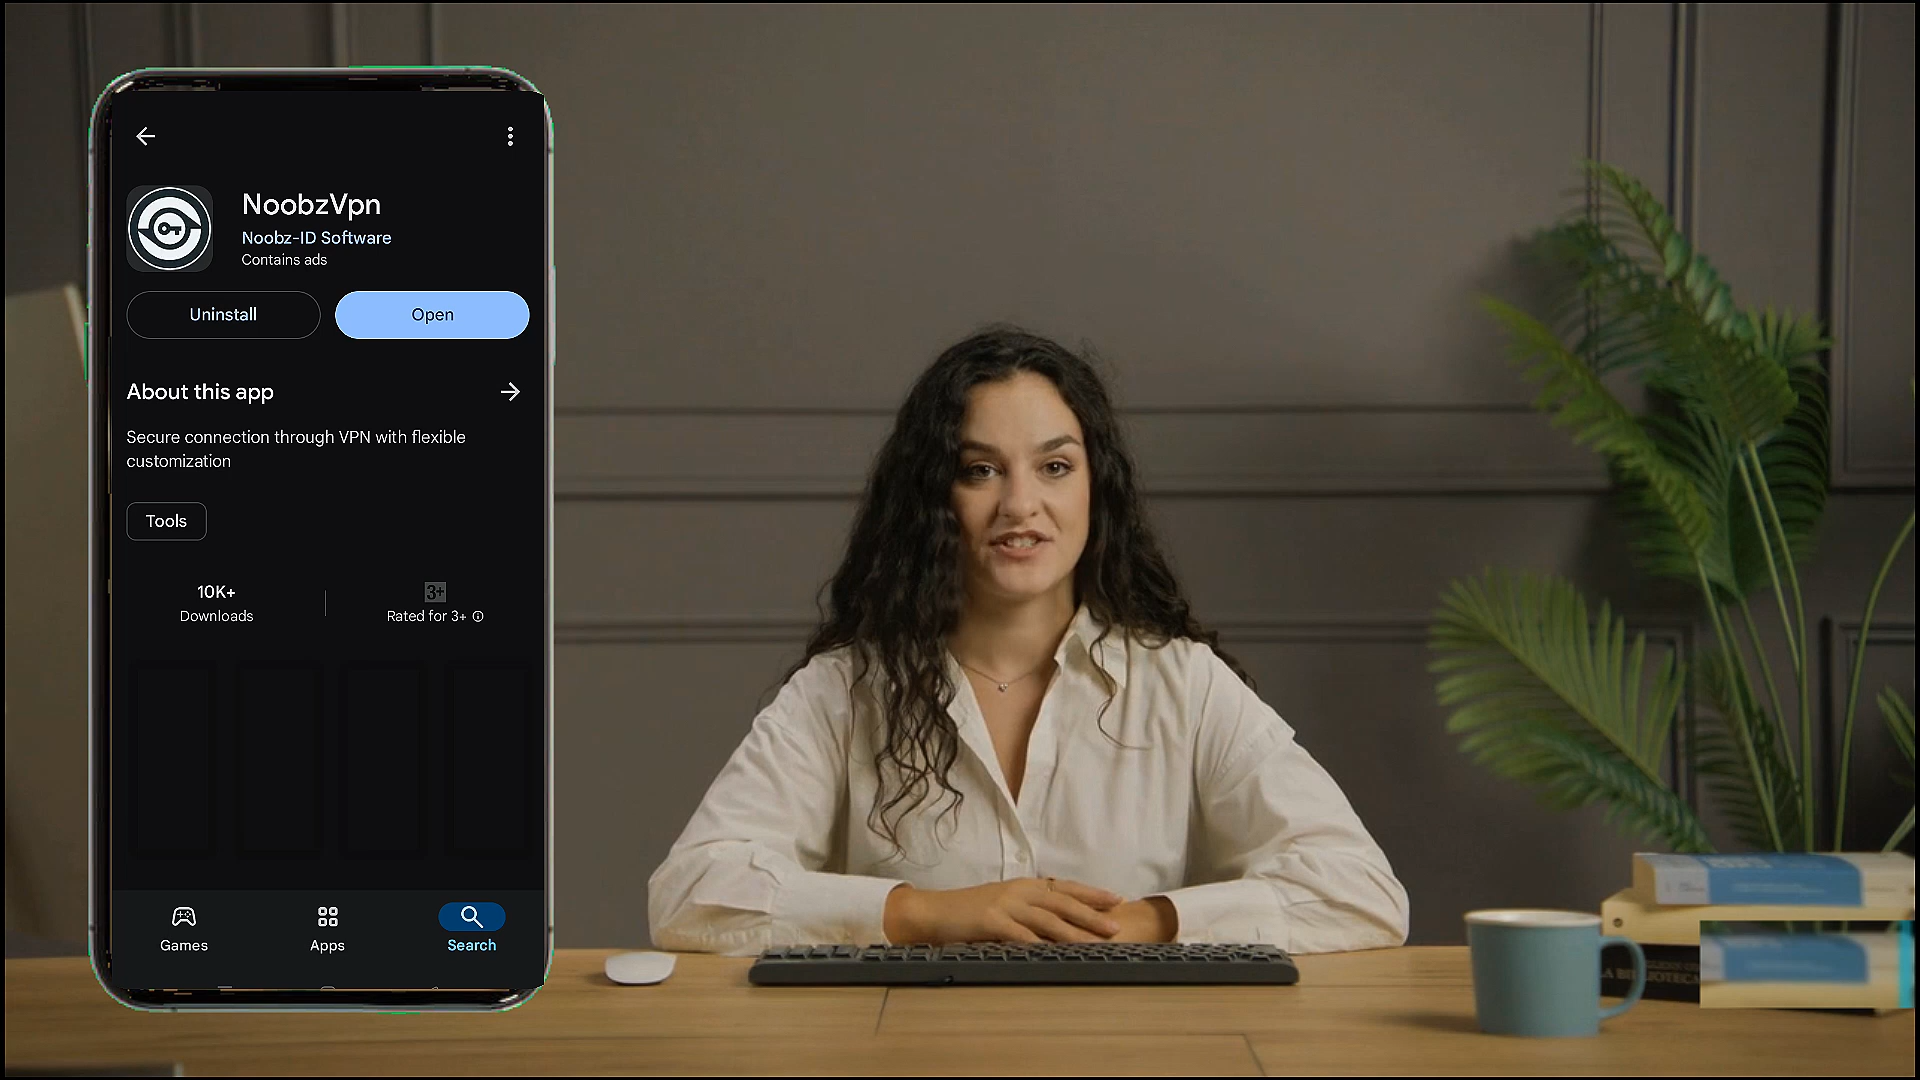 NoobzVpn
Noobz-ID Software
Contains ads
Uninstall
Open
About this app
Secure connection through VPN with flexible
customization
Tools
10K+
Downloads
3+
Rated for 3+
Games
Apps
Search